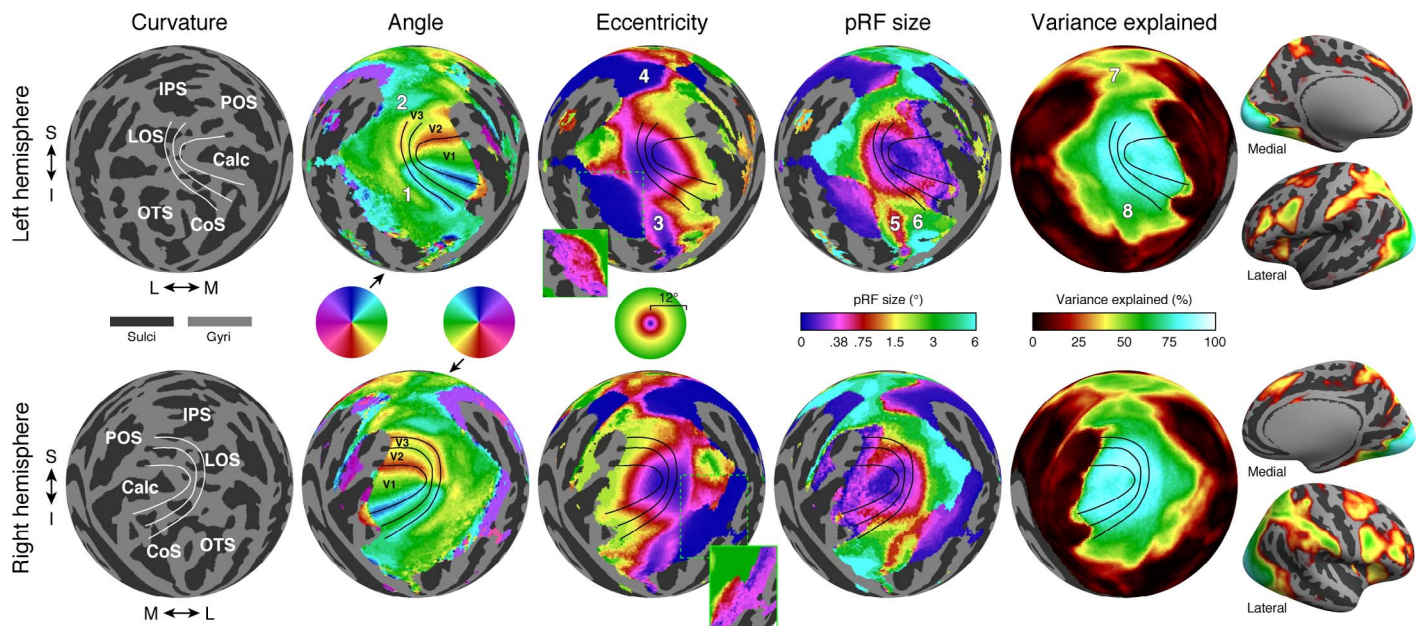 Curvature
Angle
Eccentricity
pRF size
Variance explained
Left hemisphere
S
I
IPS
POS
LOS
Calc
OTS
CoS
L M
2
V3
V2
V1
1
4
3
5 6
7
8
Medial
Lateral
Sulci
Gyri
12°
pRF size (°)
0 .38 .75 1.5 3 6
Variance explained (%)
0 25 50 75 100
Right hemisphere
S
I
IPS
POS
LOS
Calc
CoS
OTS
M L
V3
V2
V1
Medial
Lateral